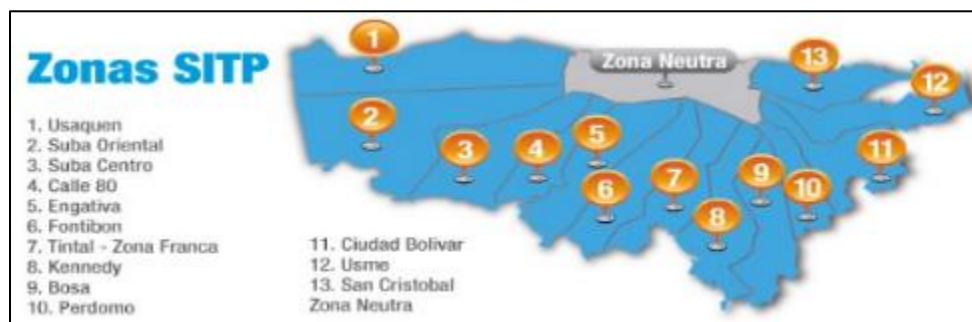 Zonas SITP
1. Usaquen
2. Suba Oriental
3. Suba Centro
4. Calle 80
5. Engativa
6. Fontibon
7. Tintal - Zona Franca
8. Kennedy
9. Bosa
10. Perdomo
11. Ciudad Bolivar
12. Usme
13. San Cristobal
Zona Neutra
1
Zona Neutra
13
12
2
3
4
5
11
6
7
9
10
8